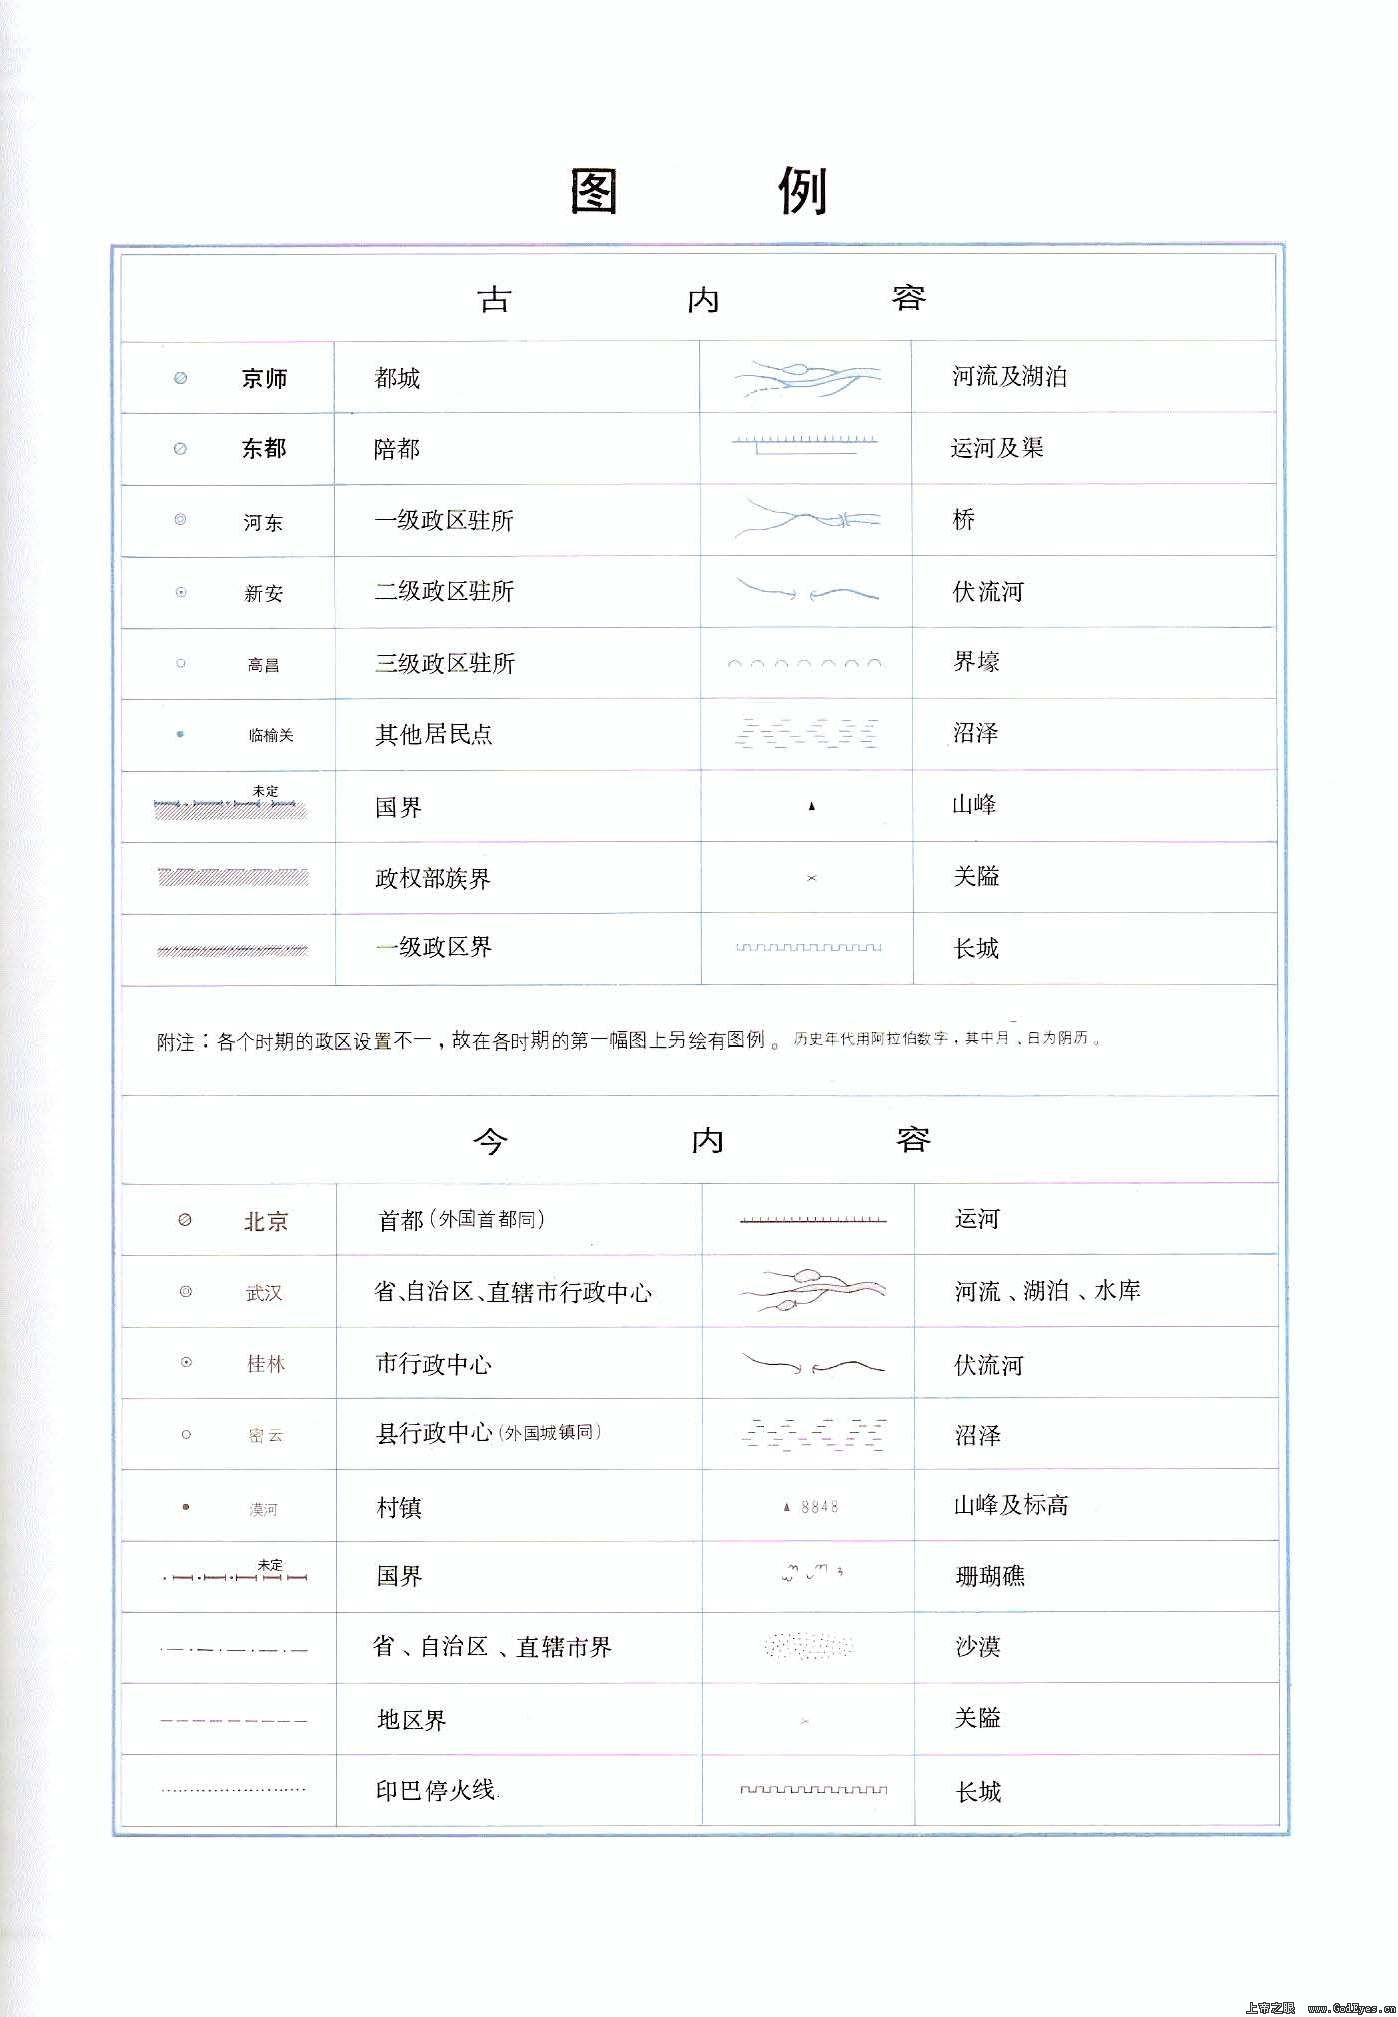 图 例
古 内 容
京师 都城 河流及湖泊
东都 陪都 运河及渠
河东 一级政区驻所 桥
新安 二级政区驻所 伏流河
高昌 三级政区驻所 界壕
临榆关 其他居民点 沼泽
未定 国界 山峰
政权部族界 关隘
一级政区界 长城
附注：各个时期的政区设置不一，故在各时期的第一幅图上另绘有图例。历史年代用阿拉伯数字，其中月、日为阴历。
今 内 容
北京 首都(外国首都同) 运河
武汉 省、自治区、直辖市行政中心 河流、湖泊、水库
桂林 市行政中心 伏流河
密云 县行政中心(外国城镇同) 沼泽
漠河 村镇 8848 山峰及标高
未定 国界 珊瑚礁
省、自治区、直辖市界 沙漠
地区界 关隘
印巴停火线 长城
上帝之眼 www.GodEyes.cn